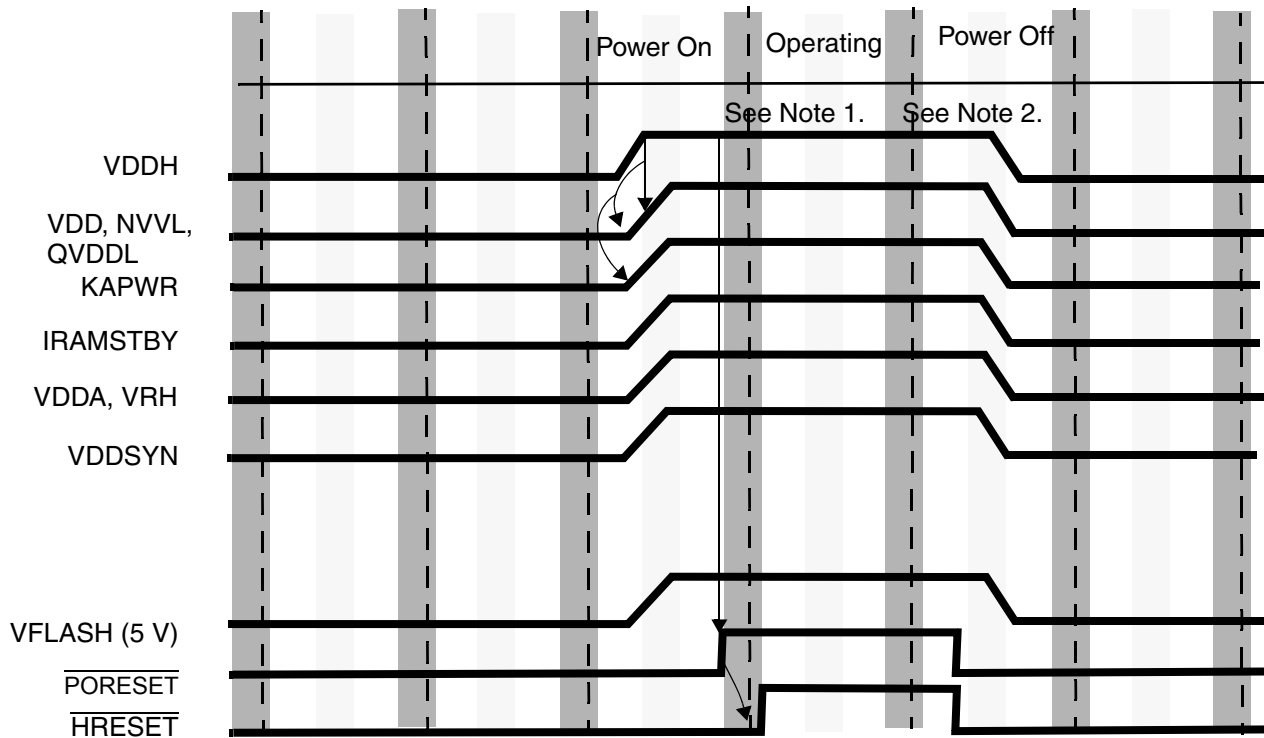 Power On
Operating
Power Off
See Note 1.
See Note 2.
VDDH
VDD, NVVL,
QVDDL
KAPWR
IRAMSTBY
VDDA, VRH
VDDSYN
VFLASH (5 V)
PORESET
HRESET